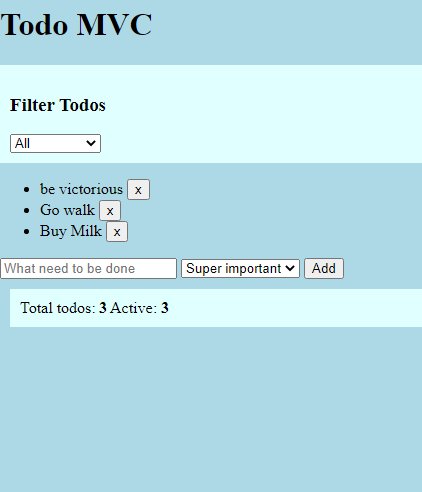 Todo MVC
Filter Todos
All
be victorious x
Go walk x
Buy Milk x
What need to be done Super important Add
Total todos: 3 Active: 3